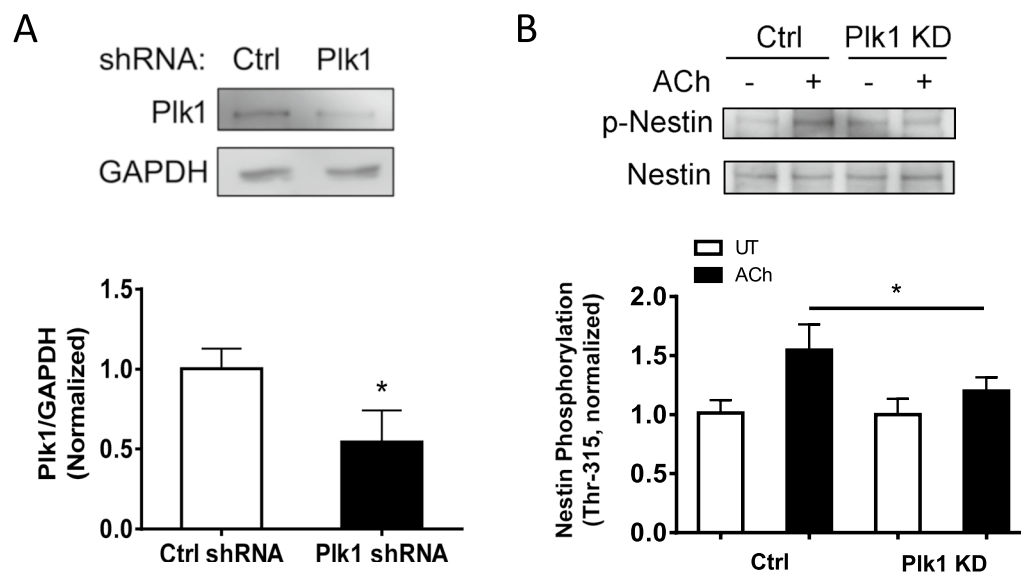 A
shRNA: Ctrl Plk1
Plk1
GAPDH
Plk1/GAPDH
(Normalized)
1.5
1.0
0.5
0.0
*
Ctrl shRNA Plk1 shRNA
B
Ctrl Plk1 KD
ACh - + - +
p-Nestin
Nestin
UT
ACh
Nestin Phosphorylation
(Thr-315, normalized)
2.0
1.5
1.0
0.5
0.0
*
Ctrl Plk1 KD